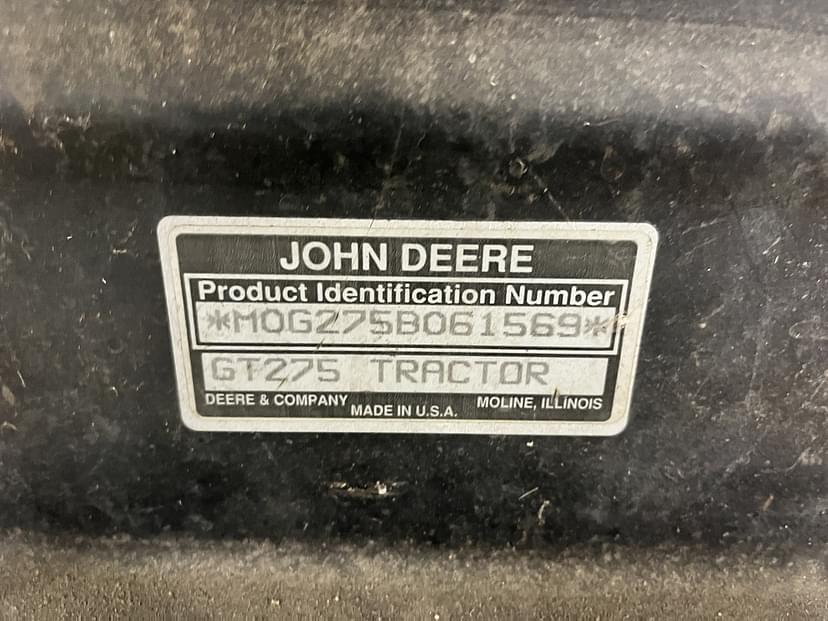 JOHN DEERE
Product Identification Number
*M0G275B061569*
GT275 TRACTOR
DEERE & COMPANY
MADE IN U.S.A.
MOLINE, ILLINOIS